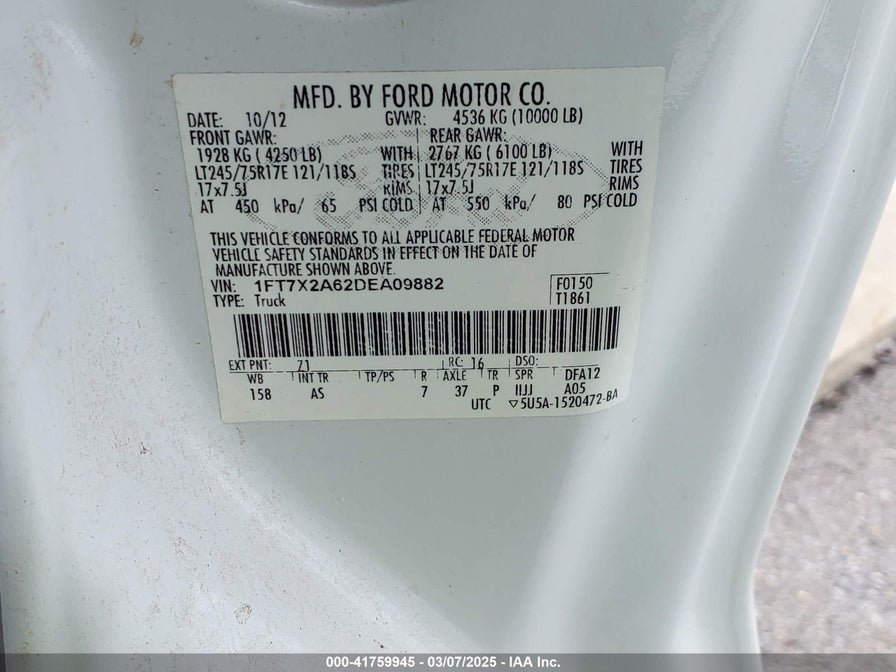 MFD. BY FORD MOTOR CO.
DATE: 10/12 GVWR: 4536 KG (10000 LB)
FRONT GAWR: REAR GAWR:
1928 KG ( 4250 LB) WITH 2767 KG ( 6100 LB) WITH
LT245/75R17E 121/118S TIRES LT245/75R17E 121/118S TIRES
17x7.5J RIMS 17x7.5J RIMS
AT 450 kPa/ 65 PSI COLD AT 550 kPa/ 80 PSI COLD
THIS VEHICLE CONFORMS TO ALL APPLICABLE FEDERAL MOTOR
VEHICLE SAFETY STANDARDS IN EFFECT ON THE DATE OF
MANUFACTURE SHOWN ABOVE.
VIN: 1FT7X2A62DEA09882 F0150
TYPE: Truck T1861
EXT PNT: Z1 RC: 16 DSO:
WB INT TR TP/PS R AXLE TR SPR DFA12
158 AS 7 37 P IIJJ A05
UTC ▽5U5A-1520472-BA
000-41759945 - 03/07/2025 - IAA Inc.